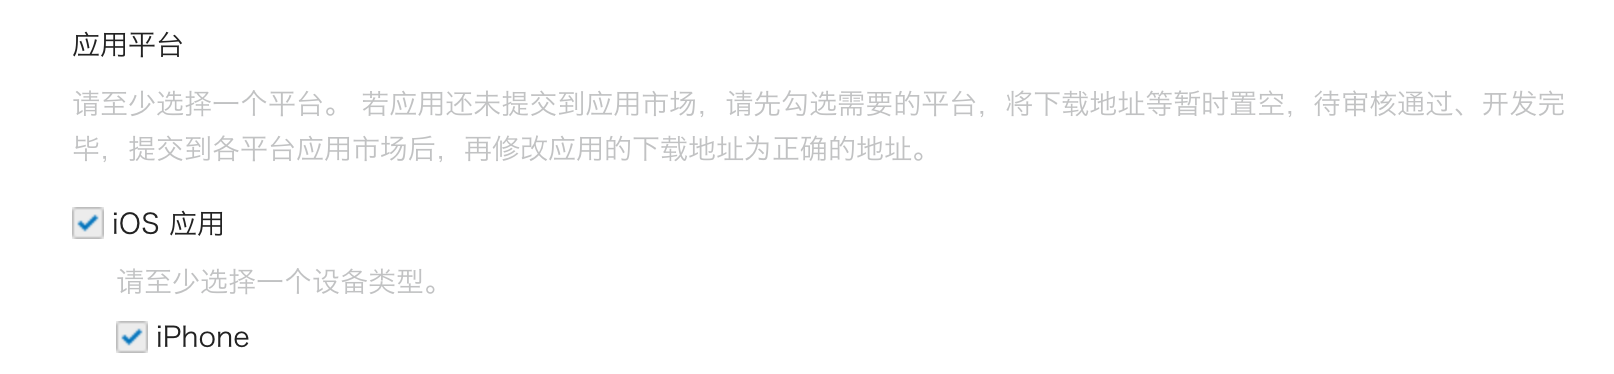 应用平台
请至少选择一个平台。 若应用还未提交到应用市场，请先勾选需要的平台，将下载地址等暂时置空，待审核通过、开发完
毕，提交到各平台应用市场后，再修改应用的下载地址为正确的地址。
iOS 应用
请至少选择一个设备类型。
iPhone